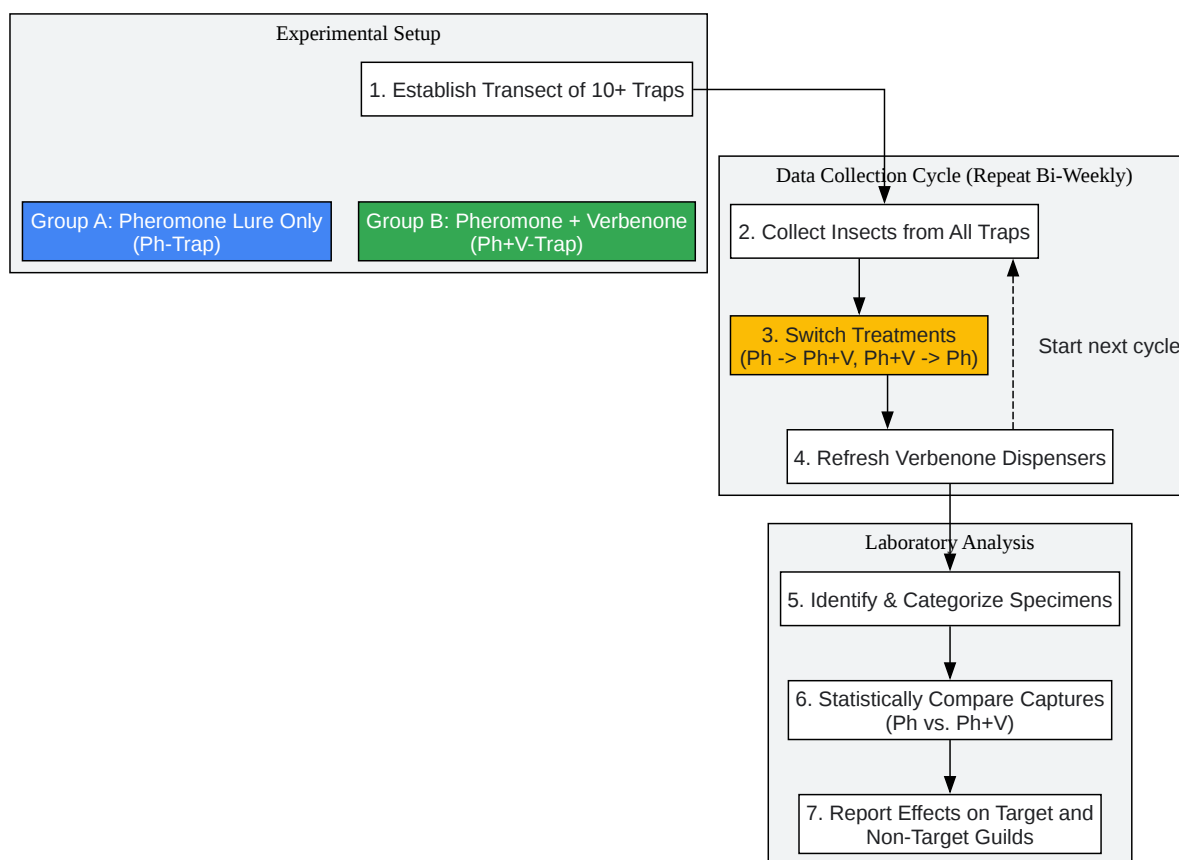 Experimental Setup
1. Establish Transect of 10+ Traps
Group A: Pheromone Lure Only
(Ph-Trap)
Group B: Pheromone + Verbenone
(Ph+V-Trap)
Data Collection Cycle (Repeat Bi-Weekly)
2. Collect Insects from All Traps
3. Switch Treatments
(Ph -> Ph+V, Ph+V -> Ph)
Start next cycle
4. Refresh Verbenone Dispensers
Laboratory Analysis
5. Identify & Categorize Specimens
6. Statistically Compare Captures
(Ph vs. Ph+V)
7. Report Effects on Target and
Non-Target Guilds